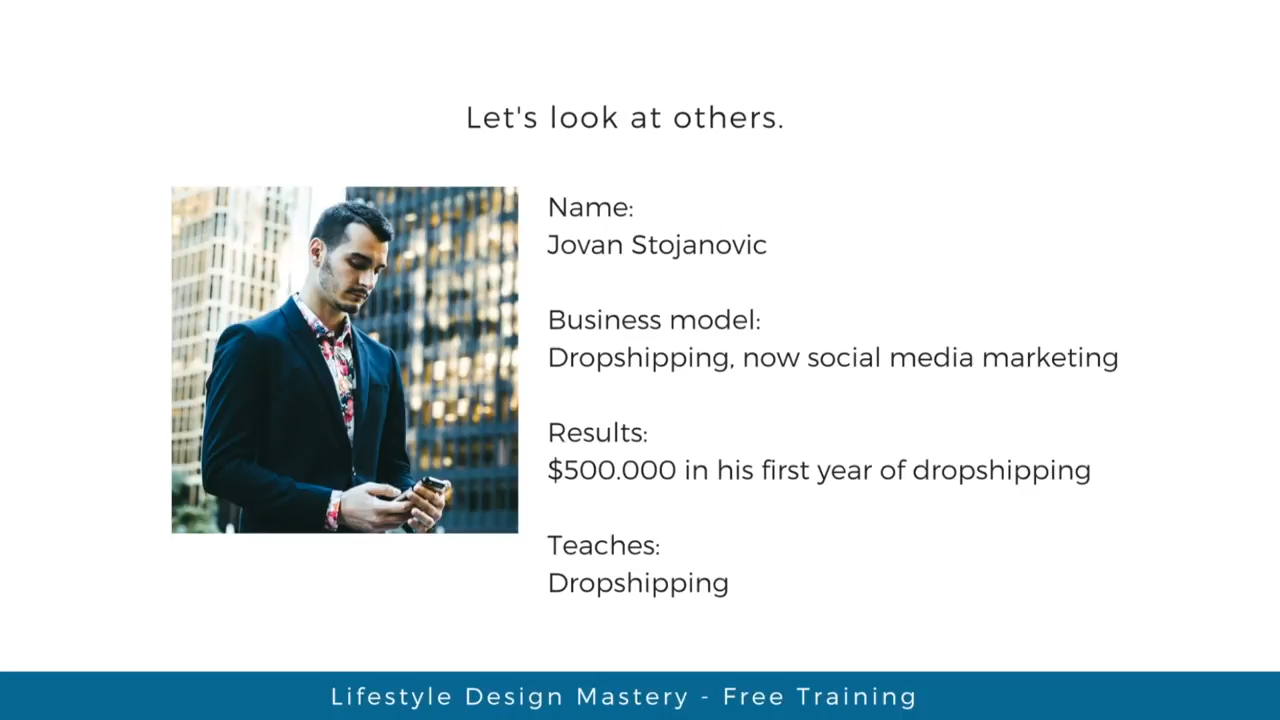 Let's look at others.
Name:
Jovan Stojanovic
Business model:
Dropshipping, now social media marketing
Results:
$500.000 in his first year of dropshipping
Teaches:
Dropshipping
Lifestyle Design Mastery - Free Training